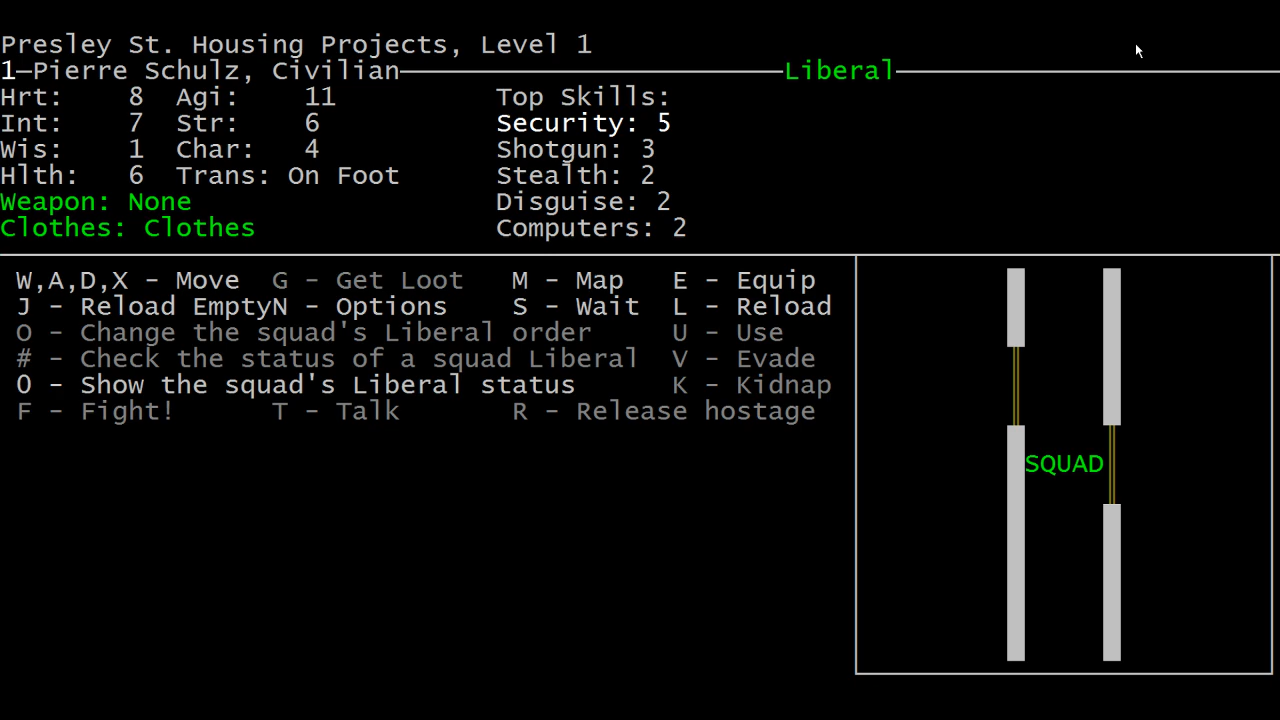 Presley St. Housing Projects, Level 1
1—Pierre Schulz, Civilian Liberal
Hrt: 8 Agi: 11 Top Skills:
Int: 7 Str: 6 Security: 5
Wis: 1 Char: 4 Shotgun: 3
Hlth: 6 Trans: On Foot Stealth: 2
Weapon: None Disguise: 2
Clothes: Clothes Computers: 2
W,A,D,X - Move G - Get Loot M - Map E - Equip
J - Reload EmptyN - Options S - Wait L - Reload
O - Change the squad's Liberal order U - Use
# - Check the status of a squad Liberal V - Evade
0 - Show the squad's Liberal status K - Kidnap
F - Fight! T - Talk R - Release hostage
SQUAD